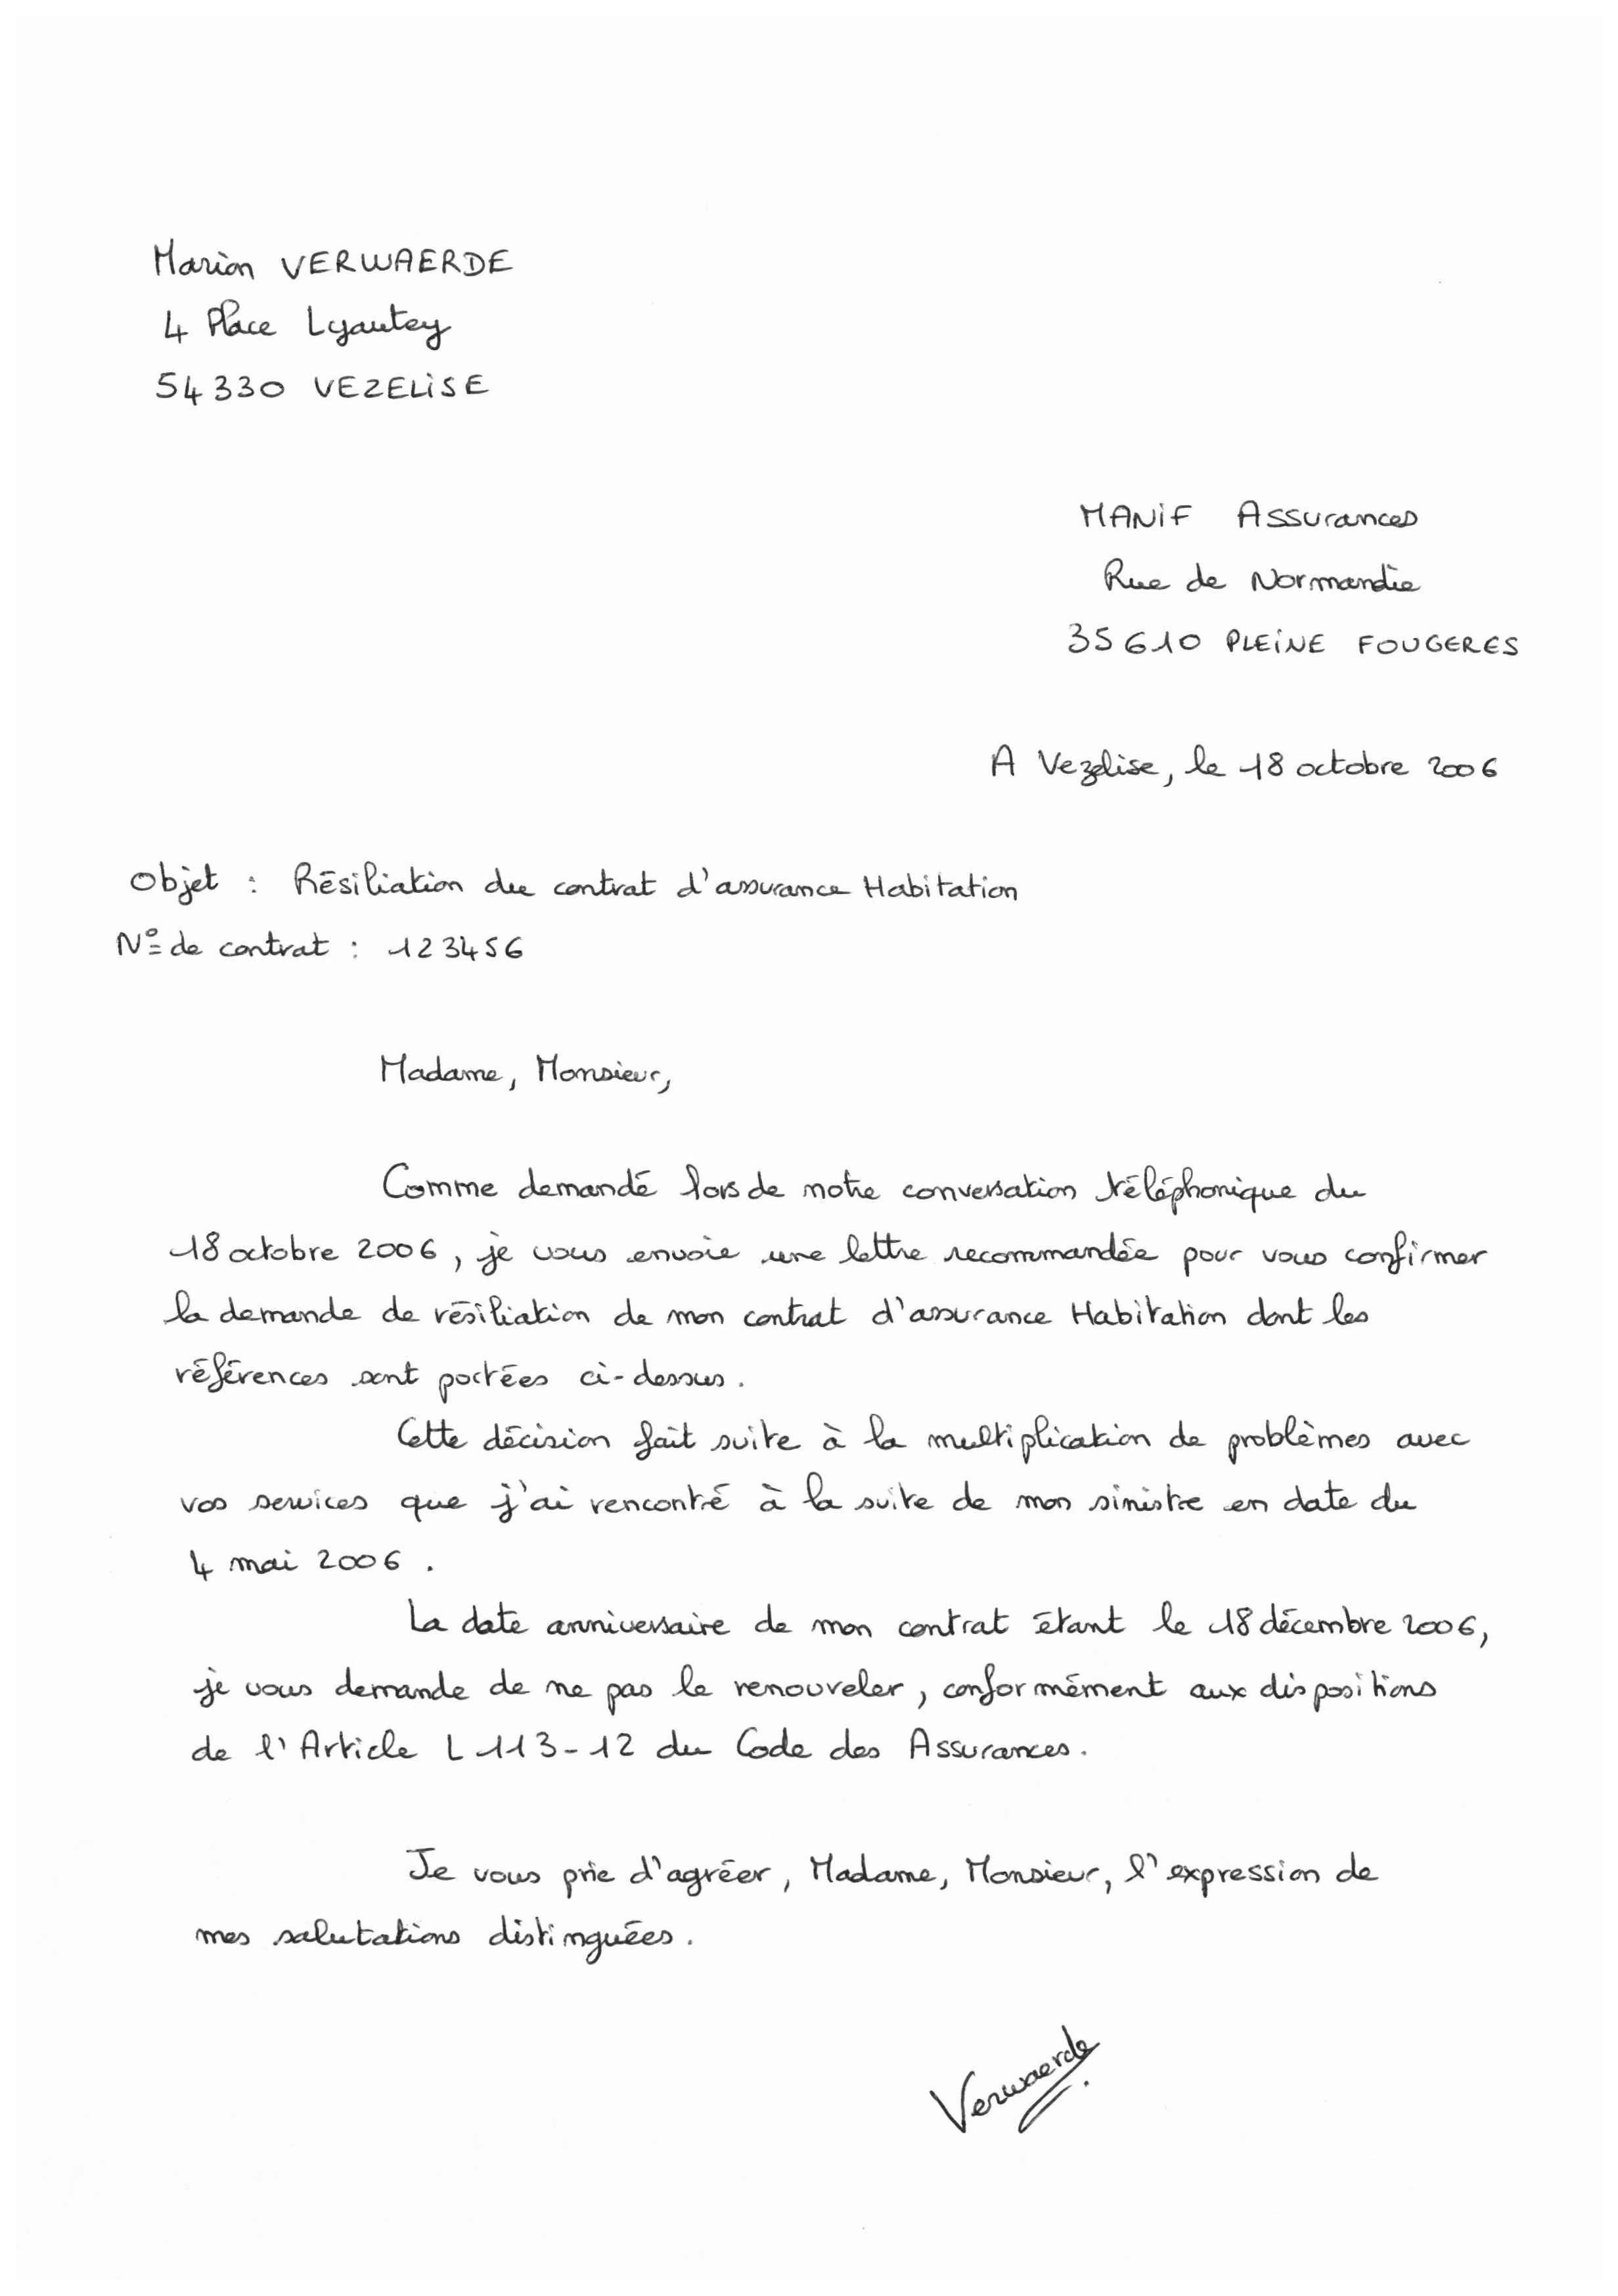 Marion VERWAERDE
4 Place Lyautey
54330 VEZELISE
MANIF Assurances
Rue de Normandie
35610 PLEINE FOUGERES
A Vezelise, le 18 octobre 2006
Objet : Résiliation du contrat d'assurance Habitation
N° de contrat : 123456
Madame, Monsieur,
Comme demandé lors de notre conversation téléphonique du
18 octobre 2006, je vous envoie une lettre recommandée pour vous confirmer
la demande de résiliation de mon contrat d'assurance Habitation dont les
références sont portées ci-dessus.
Cette décision fait suite à la multiplication de problèmes avec
vos services que j'ai rencontré à la suite de mon sinistre en date du
4 mai 2006.
La date anniversaire de mon contrat étant le 18 décembre 2006,
je vous demande de ne pas le renouveler, conformément aux dispositions
de l'Article L113-12 du Code des Assurances.
Je vous prie d'agréer, Madame, Monsieur, l'expression de
mes salutations distinguées.
Verwaerde